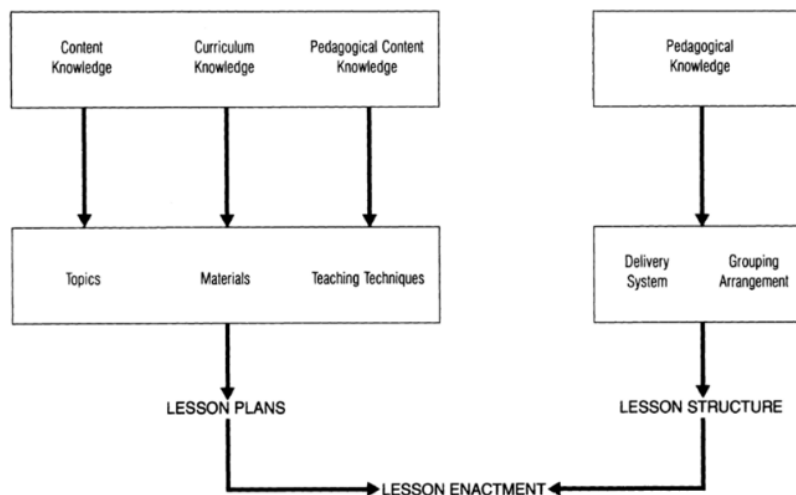 Content
Knowledge
Curriculum
Knowledge
Pedagogical Content
Knowledge
Pedagogical
Knowledge
Topics
Materials
Teaching Techniques
Delivery
System
Grouping
Arrangement
LESSON PLANS
LESSON STRUCTURE
LESSON ENACTMENT